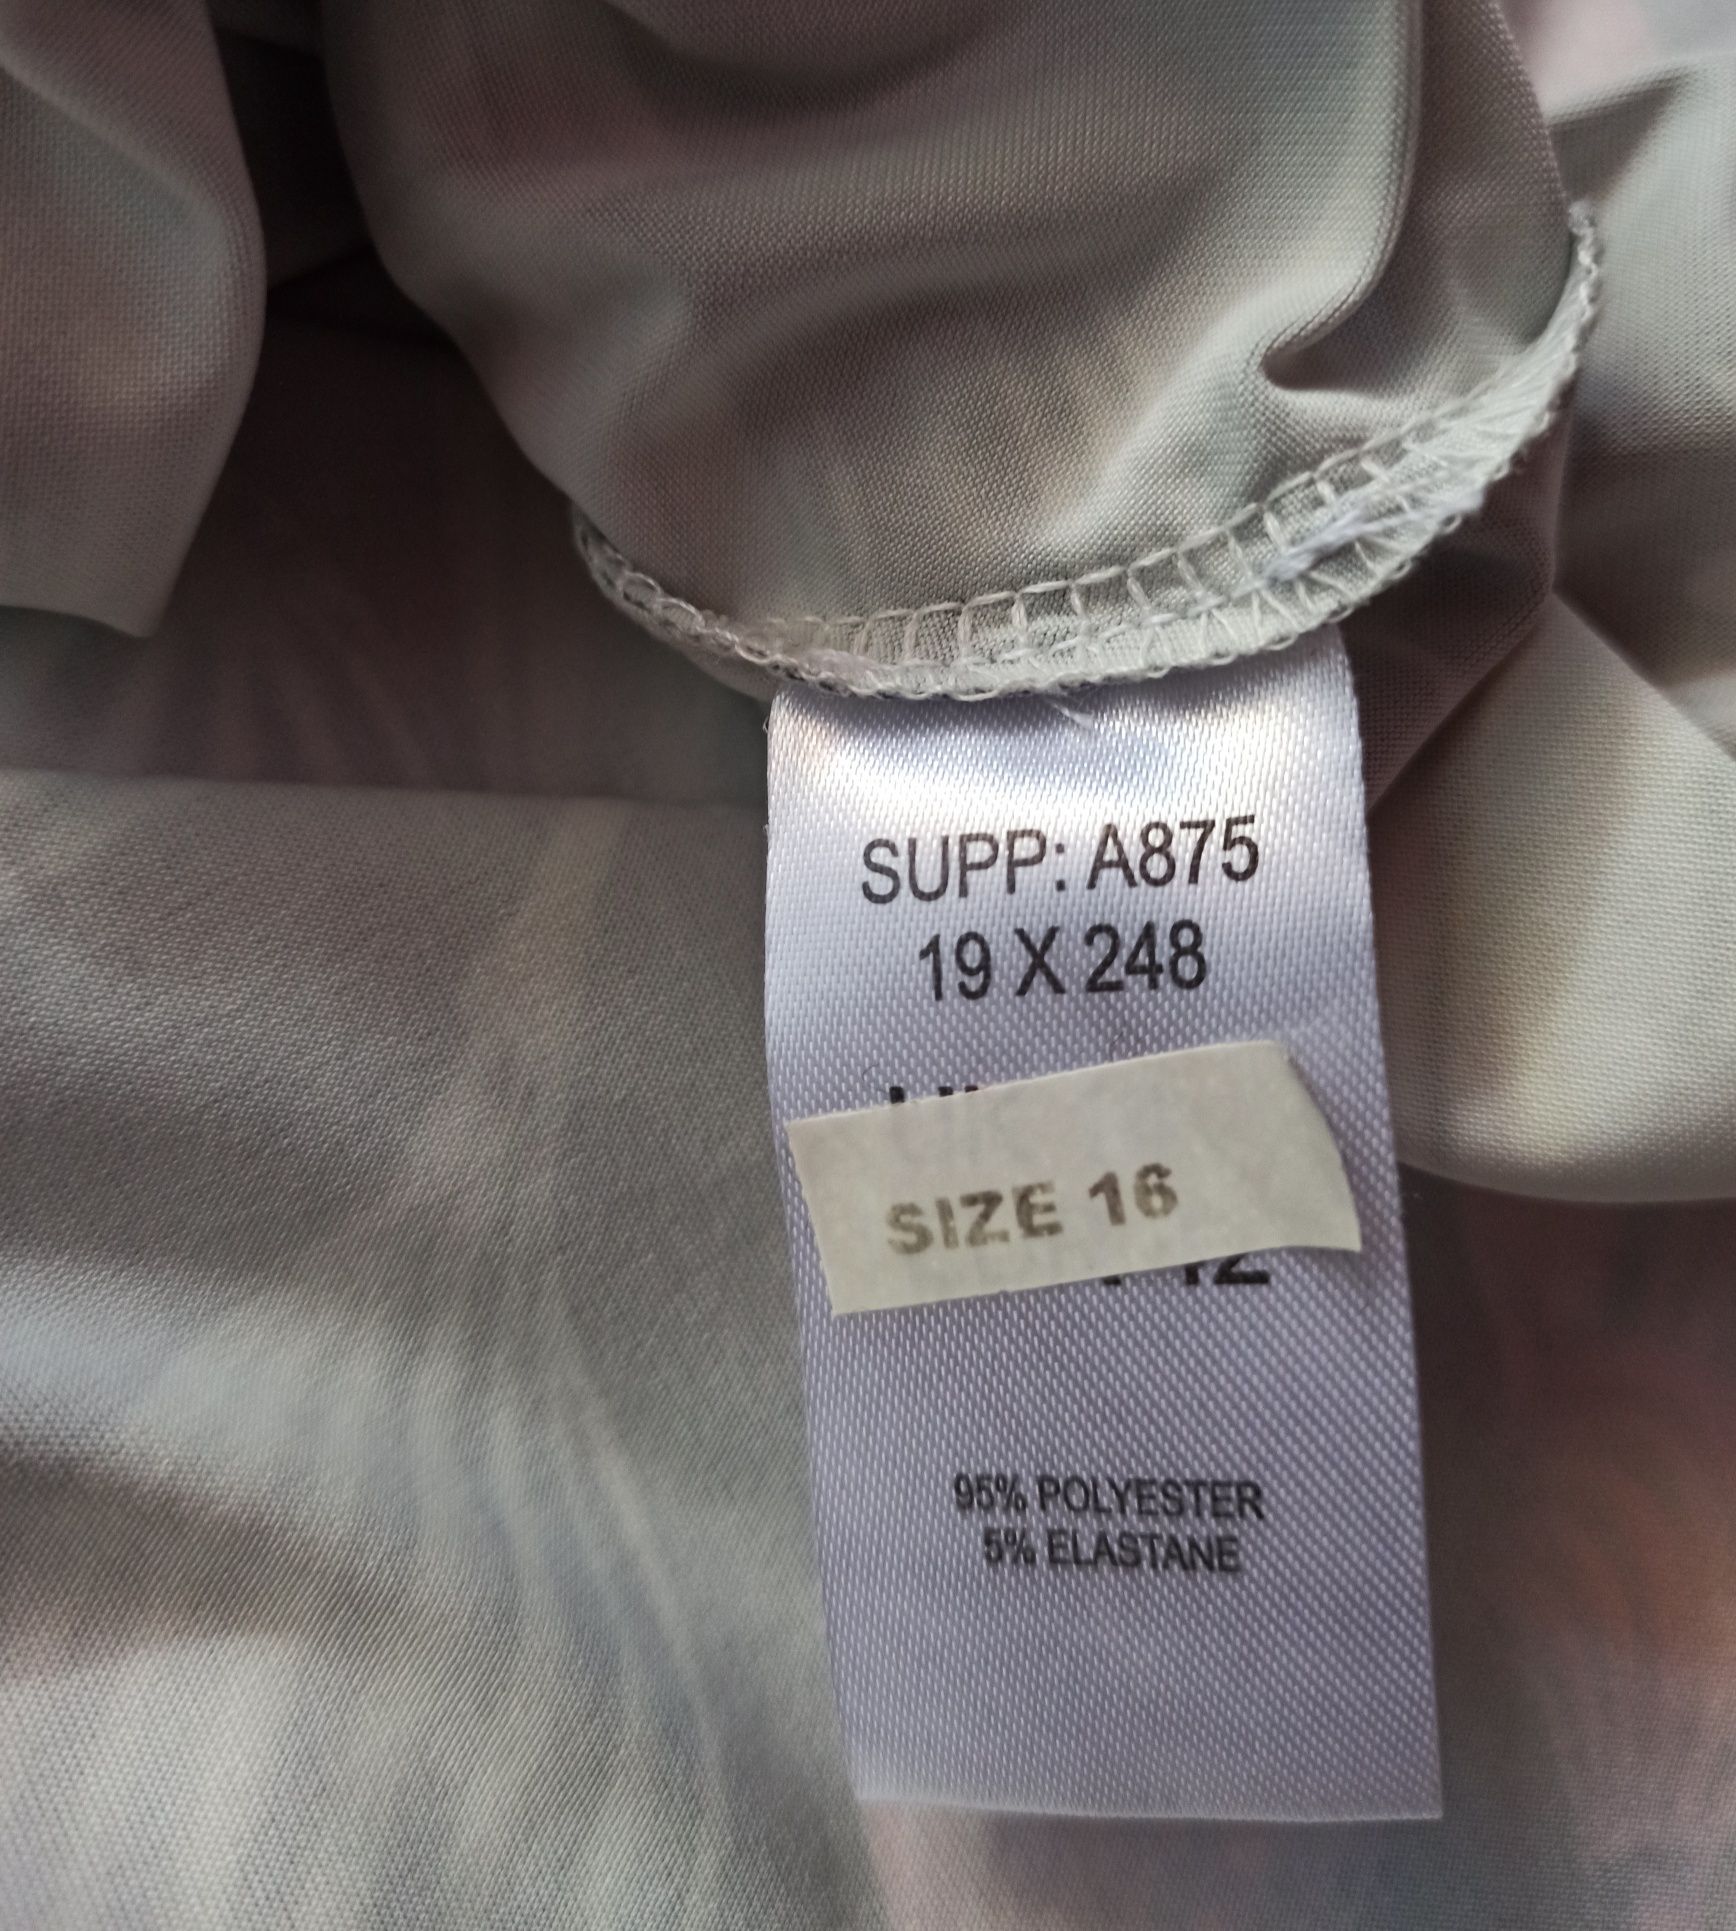 SUPP: A875
19 X 248
SIZE 16
95% POLYESTER
5% ELASTANE